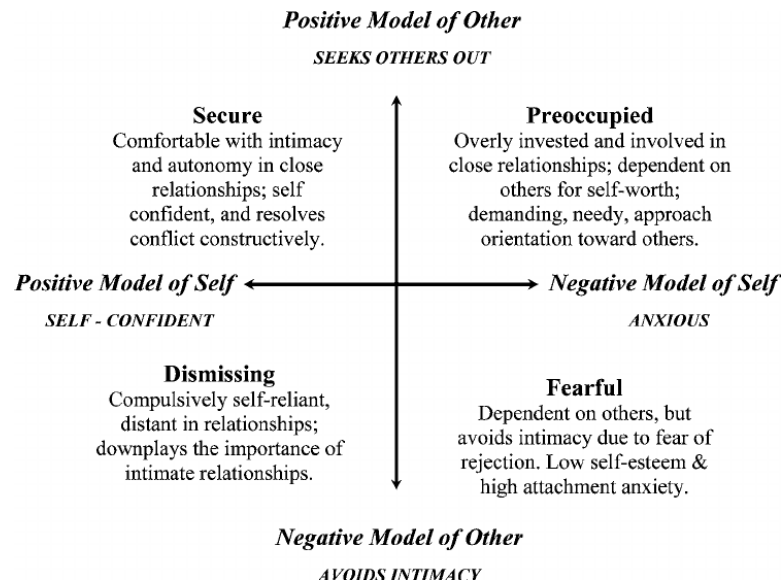 Positive Model of Other
SEEKS OTHERS OUT
Secure
Comfortable with intimacy
and autonomy in close
relationships; self
confident, and resolves
conflict constructively.
Preoccupied
Overly invested and involved in
close relationships; dependent on
others for self-worth;
demanding, needy, approach
orientation toward others.
Positive Model of Self
SELF - CONFIDENT
Negative Model of Self
ANXIOUS
Dismissing
Compulsively self-reliant,
distant in relationships;
downplays the importance of
intimate relationships.
Fearful
Dependent on others, but
avoids intimacy due to fear of
rejection. Low self-esteem &
high attachment anxiety.
Negative Model of Other
AVOIDS INTIMACY